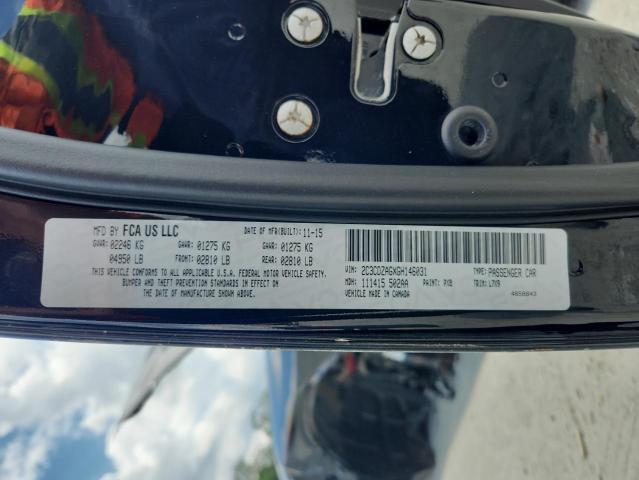 MFD BY FCA US LLC DATE OF MFR(BUILT): 11-15
GVWR: 02246 KG GAWR: 01275 KG GAWR: 01275 KG
04950 LB FRONT: 02810 LB REAR: 02810 LB
THIS VEHICLE CONFORMS TO ALL APPLICABLE U.S.A. FEDERAL MOTOR VEHICLE SAFETY,
BUMPER AND THEFT PREVENTION STANDARDS IN EFFECT ON
THE DATE OF MANUFACTURE SHOWN ABOVE.
VIN: 2C3CDZAGXGH146031 TYPE: PASSENGER CAR
MDH: 111415 502AA PAINT: PX8 TRIM: L7X9
VEHICLE MADE IN CANADA